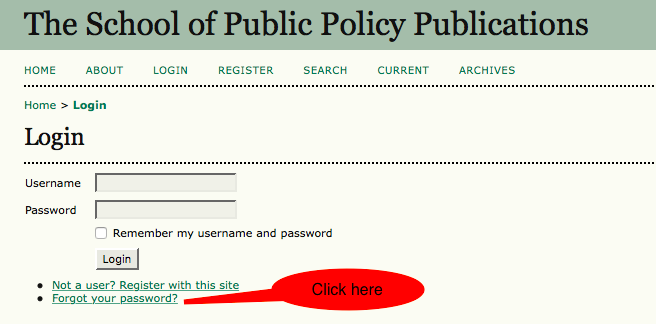 The School of Public Policy Publications
HOME ABOUT LOGIN REGISTER SEARCH CURRENT ARCHIVES
Home > Login
Login
Username
Password
Remember my username and password
Login
Not a user? Register with this site
Forgot your password?
Click here